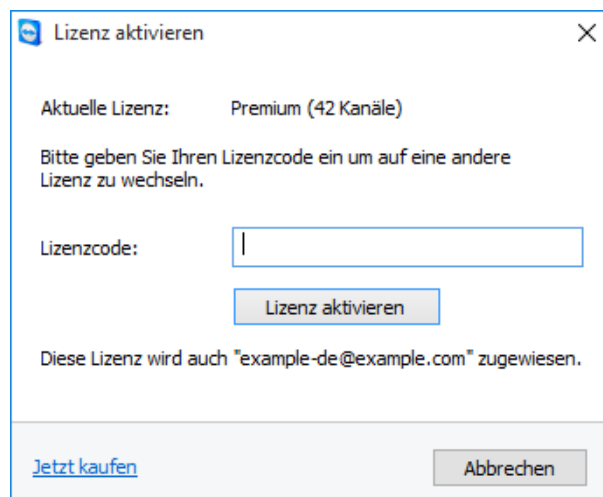 Lizenz aktivieren
Aktuelle Lizenz: Premium (42 Kanäle)
Bitte geben Sie Ihren Lizenzcode ein um auf eine andere
Lizenz zu wechseln.
Lizenzcode:
Lizenz aktivieren
Diese Lizenz wird auch "example-de@example.com" zugewiesen.
Jetzt kaufen Abbrechen